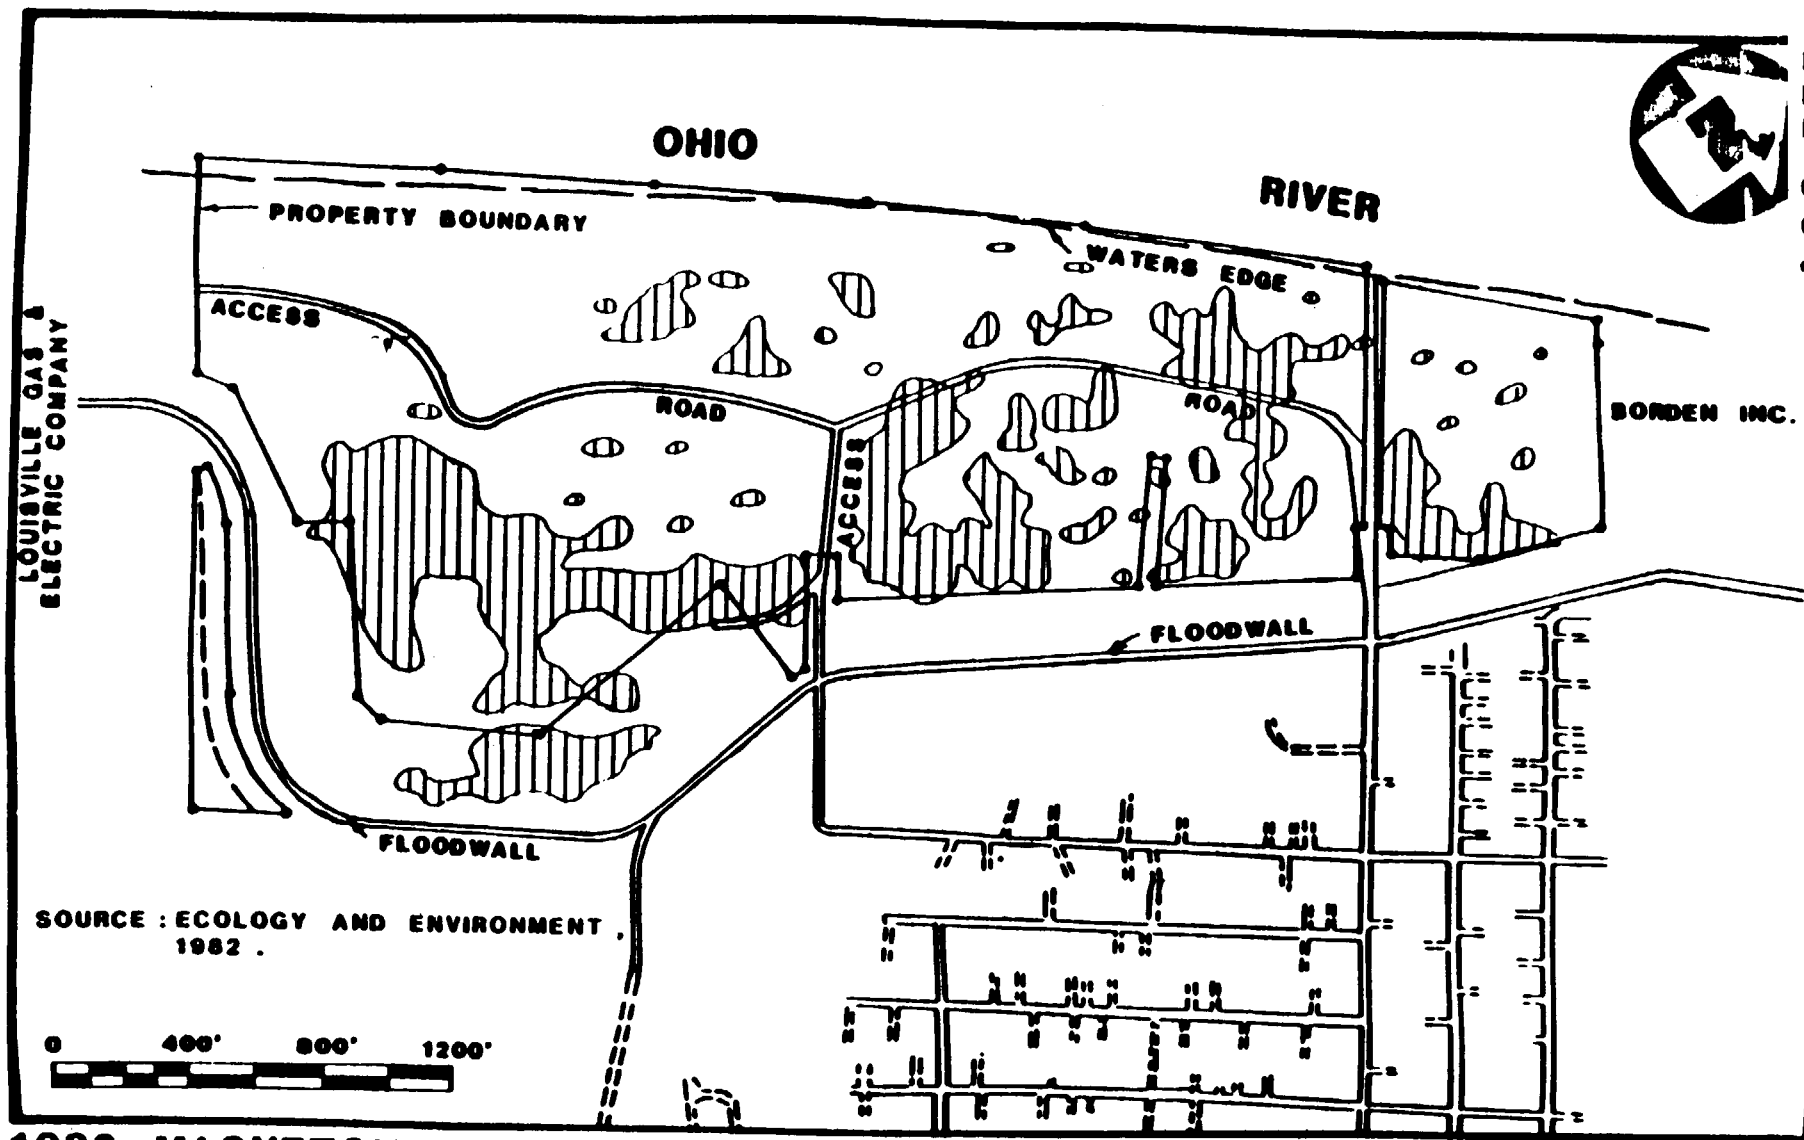 OHIO
RIVER
PROPERTY BOUNDARY
WATERS EDGE
ACCESS
ROAD
ROAD
ACCESS
LOUISVILLE GAS &
ELECTRIC COMPANY
BORDEN INC.
FLOODWALL
FLOODWALL
SOURCE : ECOLOGY AND ENVIRONMENT ,
1982 .
0 400' 800' 1200'